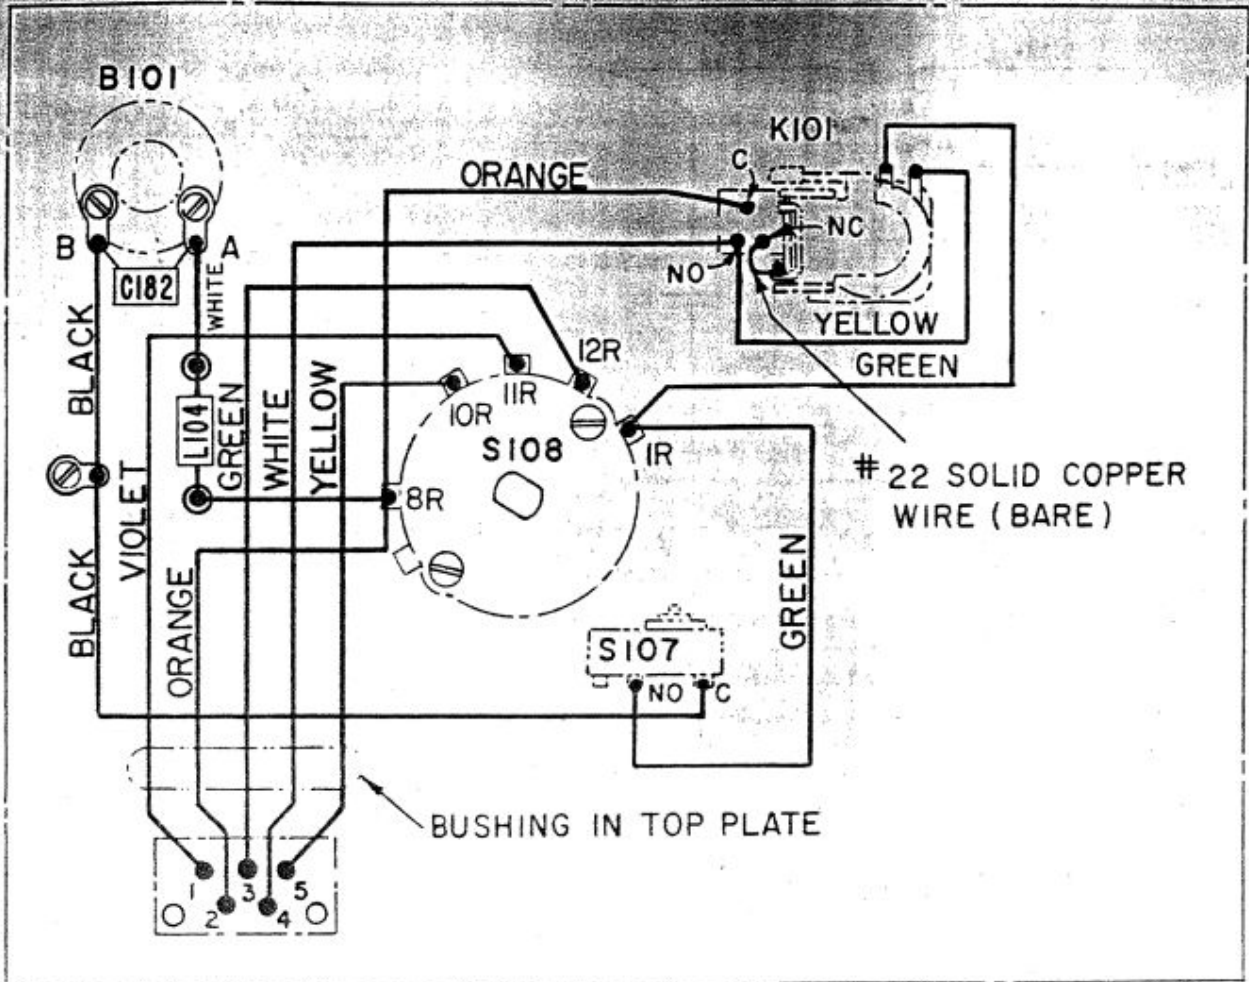 B101
K101
C
ORANGE
B
A
NC
C182
WHITE
NO
YELLOW
BLACK
12R
GREEN
11R
10R
L104
GREEN
WHITE
YELLOW
S108
1R
# 22 SOLID COPPER
WIRE (BARE)
8R
VIOLET
BLACK
ORANGE
GREEN
S107
NO
C
BUSHING IN TOP PLATE
1
3
5
2
4